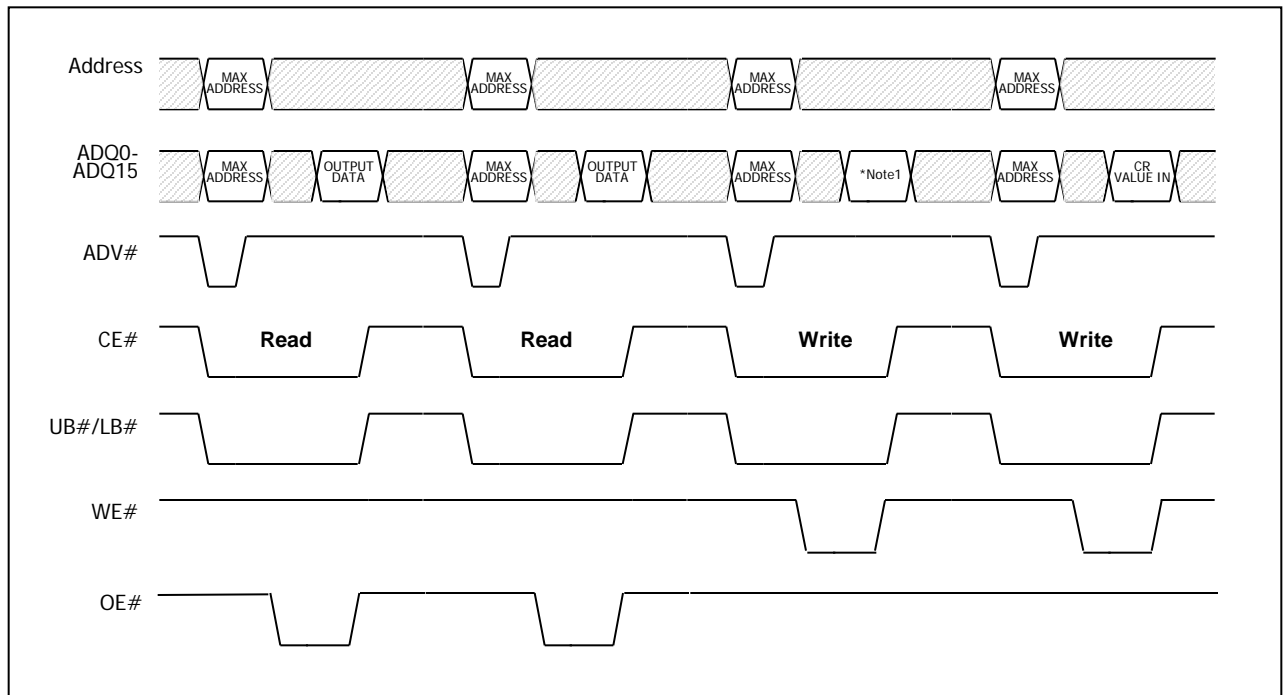 Address
MAX
ADDRESS
MAX
ADDRESS
MAX
ADDRESS
MAX
ADDRESS
ADQ0-
ADQ15
MAX
ADDRESS
OUTPUT
DATA
MAX
ADDRESS
OUTPUT
DATA
MAX
ADDRESS
*Note1
MAX
ADDRESS
CR
VALUE IN
ADV#
CE#
Read
Read
Write
Write
UB#/LB#
WE#
OE#